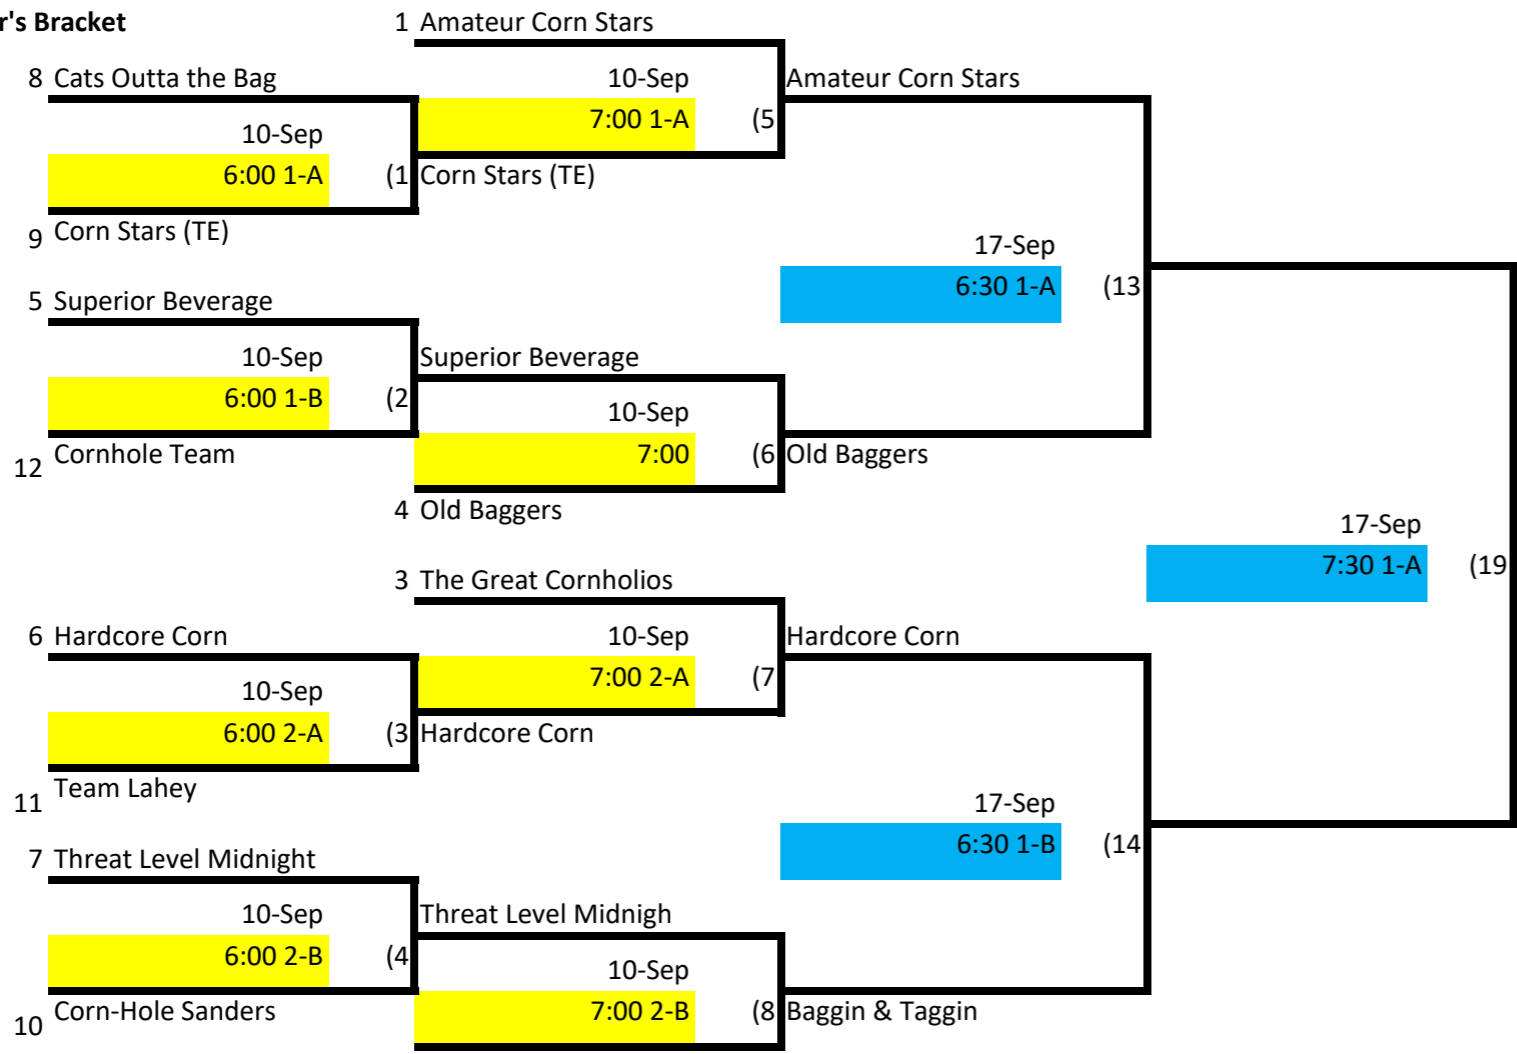 r's Bracket
1 Amateur Corn Stars
8 Cats Outta the Bag
10-Sep
Amateur Corn Stars
7:00 1-A (5
10-Sep
6:00 1-A (1
Corn Stars (TE)
9 Corn Stars (TE)
17-Sep
6:30 1-A (13
5 Superior Beverage
10-Sep
Superior Beverage
6:00 1-B (2
10-Sep
12 Cornhole Team
7:00 (6
Old Baggers
4 Old Baggers
17-Sep
7:30 1-A (19
3 The Great Cornholios
6 Hardcore Corn
10-Sep
Hardcore Corn
7:00 2-A (7
10-Sep
6:00 2-A (3
Hardcore Corn
11 Team Lahey
17-Sep
6:30 1-B (14
7 Threat Level Midnight
10-Sep
Threat Level Midnigh
6:00 2-B (4
10-Sep
10 Corn-Hole Sanders
7:00 2-B (8
Baggin & Taggin